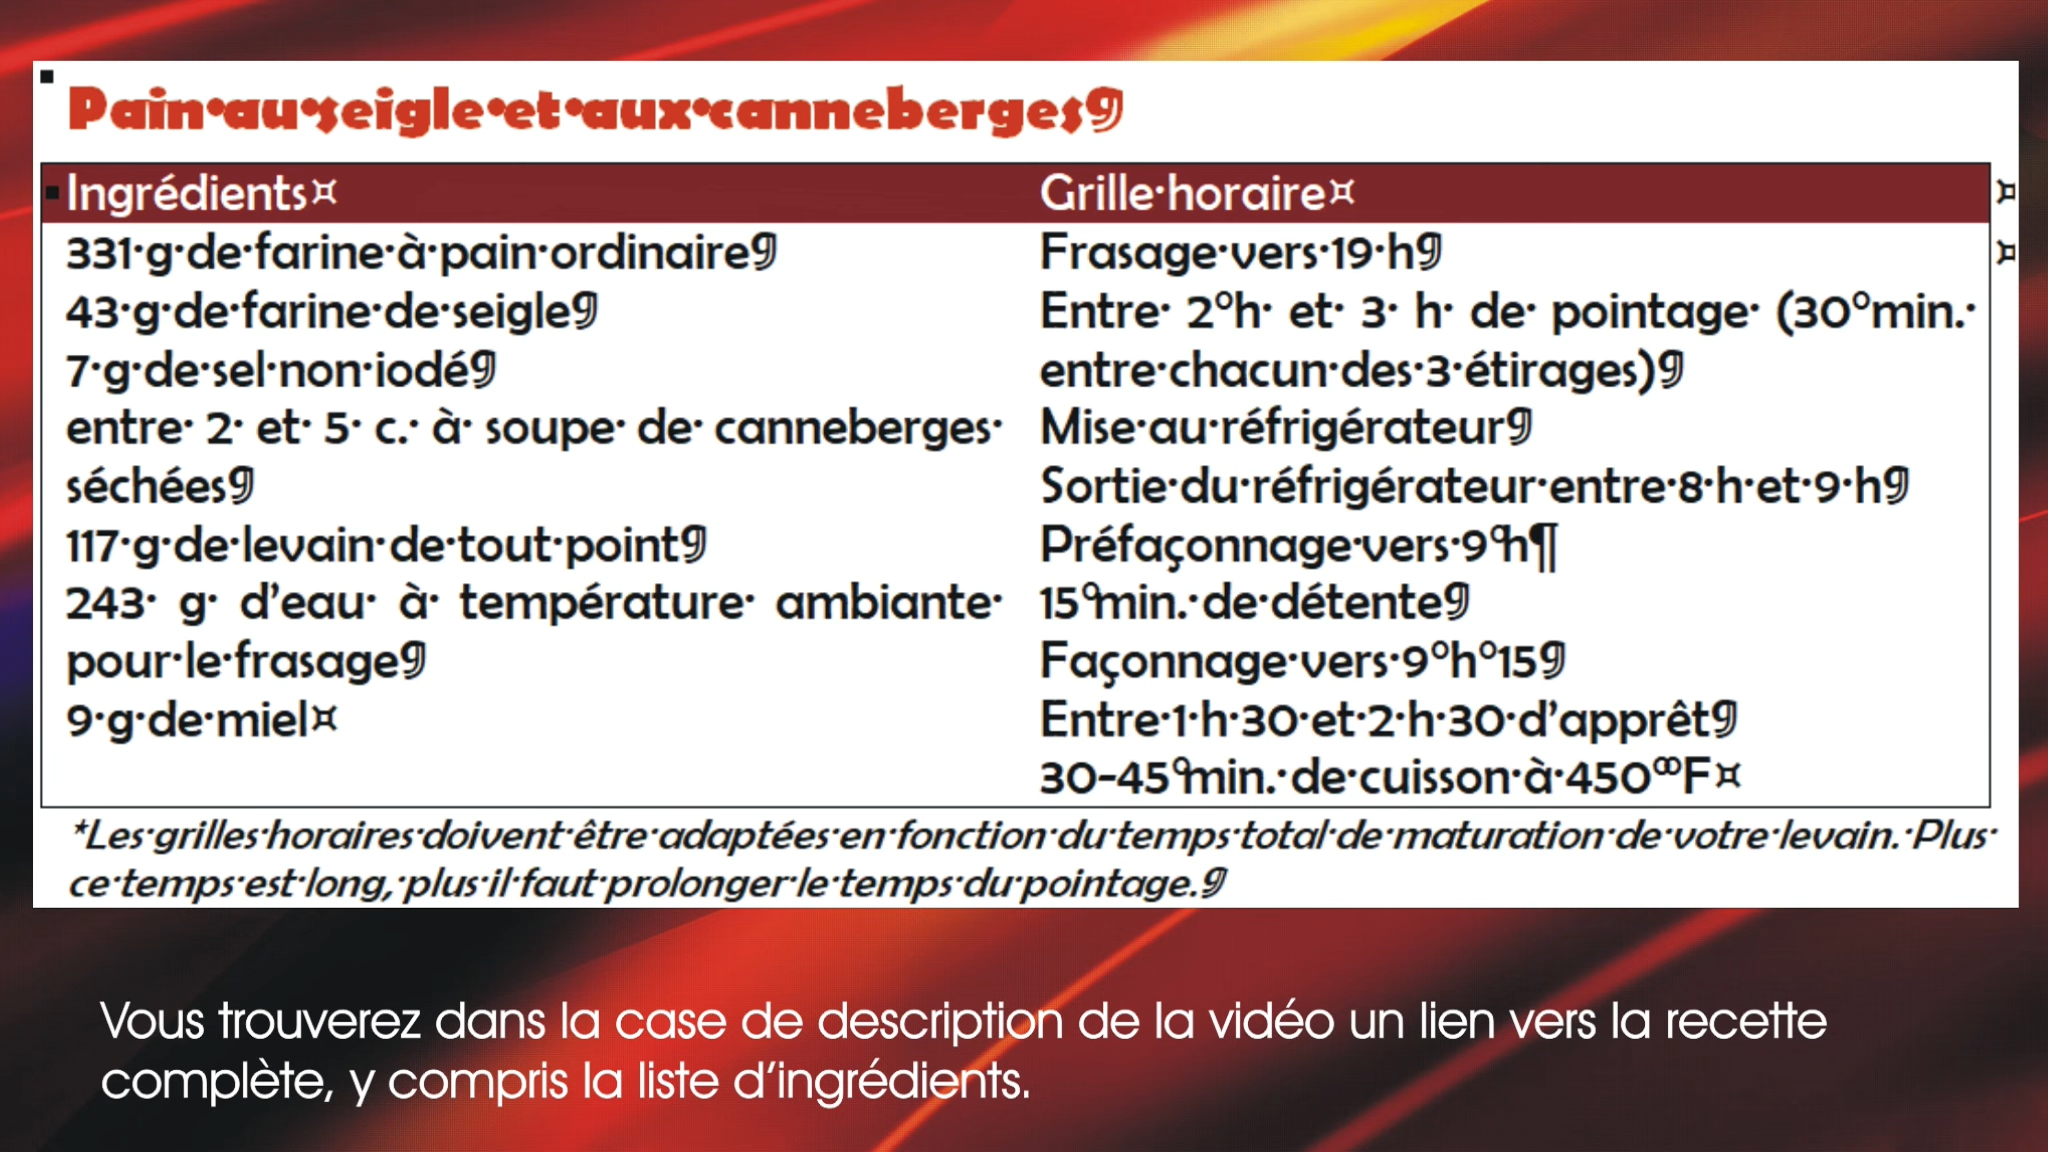 Pain·au·seigle·et·aux·canneberges¶
Ingrédients¤
Grille·horaire¤
¤
331·g·de·farine·à·pain·ordinaire¶
43·g·de·farine·de·seigle¶
7·g·de·sel·non·iodé¶
entre· 2· et· 5· c.· à· soupe· de· canneberges·
séchées¶
117·g·de·levain·de·tout·point¶
243· g· d’eau· à· température· ambiante·
pour·le·frasage¶
9·g·de·miel¤
Frasage·vers·19·h¶
Entre· 2°h· et· 3· h· de· pointage· (30°min.·
entre·chacun·des·3·étirages)¶
Mise·au·réfrigérateur¶
Sortie·du·réfrigérateur·entre·8·h·et·9·h¶
Préfaçonnage·vers·9°h¶
15°min.·de·détente¶
Façonnage·vers·9°h°15¶
Entre·1·h·30·et·2·h·30·d’apprêt¶
30-45°min.·de·cuisson·à·450°°F¤
¤
*Les·grilles·horaires·doivent·être·adaptées·en·fonction·du·temps·total·de·maturation·de·votre·levain.·Plus·
ce·temps·est·long,·plus·il·faut·prolonger·le·temps·du·pointage.¶
Vous trouverez dans la case de description de la vidéo un lien vers la recette
complète, y compris la liste d’ingrédients.